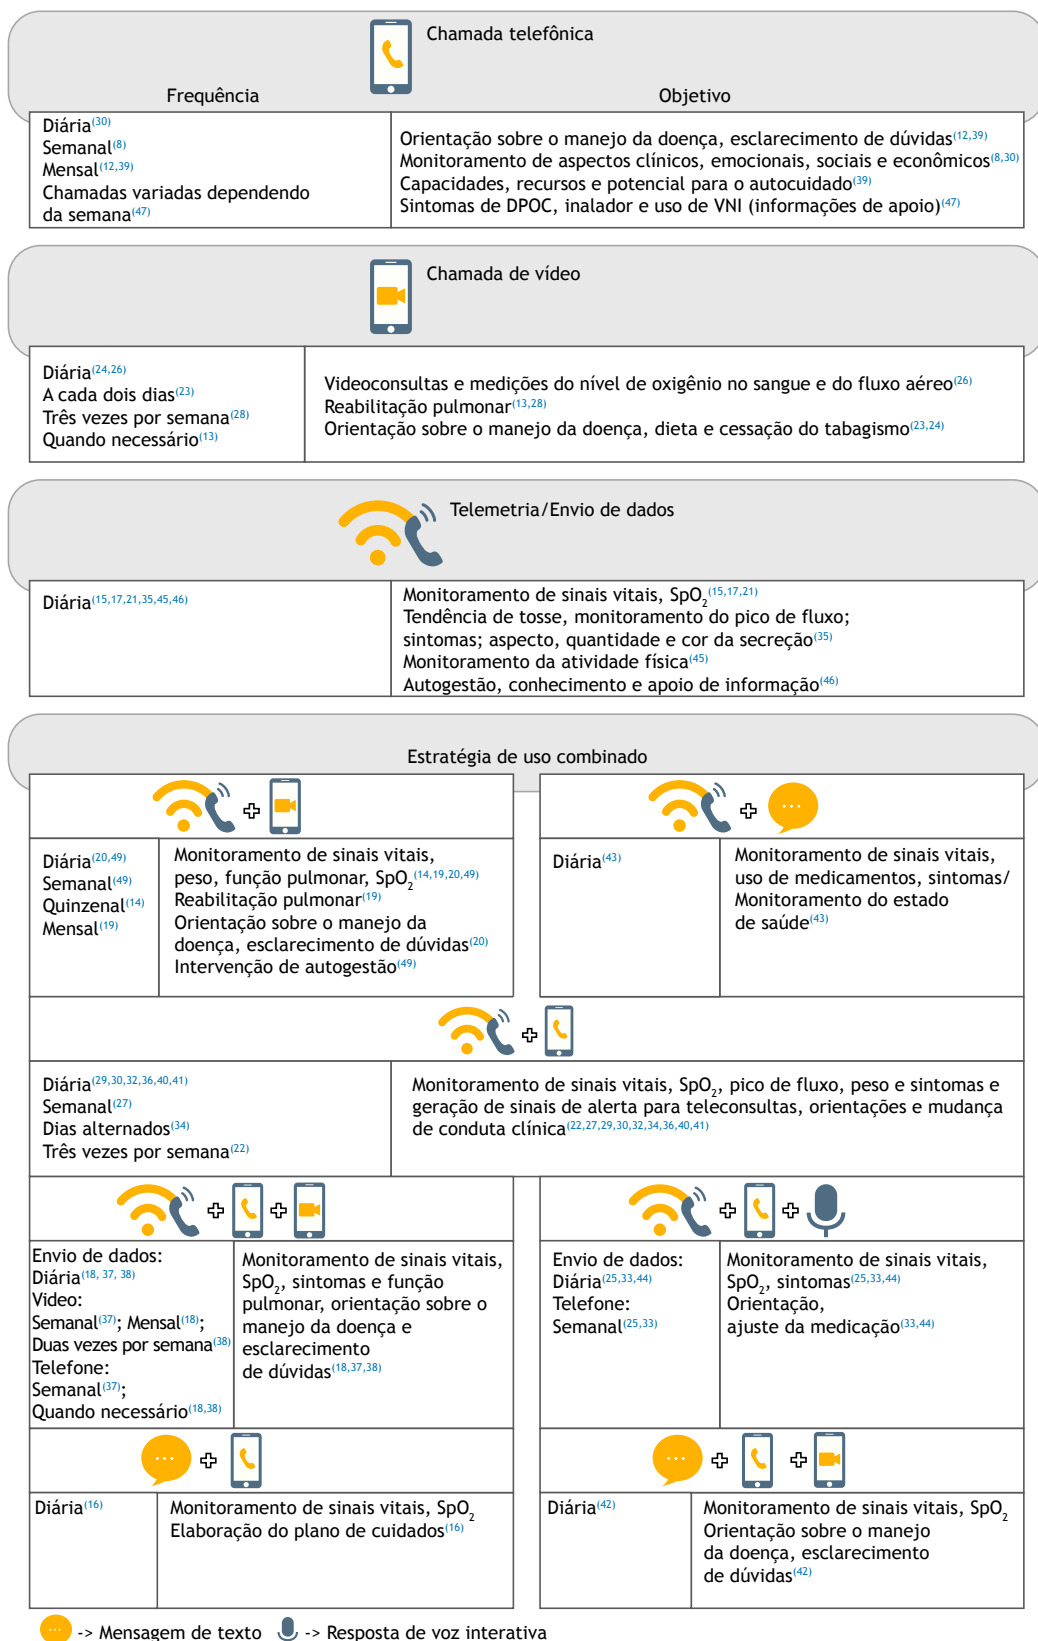 Chamada telefônica
Frequência
Objetivo
Diária(30)
Semanal(8)
Mensal(12,39)
Chamadas variadas dependendo
da semana(47)
Orientação sobre o manejo da doença, esclarecimento de dúvidas(12,39)
Monitoramento de aspectos clínicos, emocionais, sociais e econômicos(8,30)
Capacidades, recursos e potencial para o autocuidado(39)
Sintomas de DPOC, inalador e uso de VNI (informações de apoio)(47)
Chamada de vídeo
Diária(24,26)
A cada dois dias(23)
Três vezes por semana(28)
Quando necessário(13)
Videoconsultas e medições do nível de oxigênio no sangue e do fluxo aéreo(26)
Reabilitação pulmonar(13,28)
Orientação sobre o manejo da doença, dieta e cessação do tabagismo(23,24)
Telemetria/Envio de dados
Diária(15,17,21,35,45,46)
Monitoramento de sinais vitais, SpO2(15,17,21)
Tendência de tosse, monitoramento do pico de fluxo;
sintomas; aspecto, quantidade e cor da secreção(35)
Monitoramento da atividade física(45)
Autogestão, conhecimento e apoio de informação(46)
Estratégia de uso combinado
Diária(20,49)
Semanal(49)
Quinzenal(14)
Mensal(19)
Monitoramento de sinais vitais,
peso, função pulmonar, SpO2(14,19,20,49)
Reabilitação pulmonar(19)
Orientação sobre o manejo da
doença, esclarecimento de dúvidas(20)
Intervenção de autogestão(49)
Diária(43)
Monitoramento de sinais vitais,
uso de medicamentos, sintomas/
Monitoramento do estado
de saúde(43)
Diária(29,30,32,36,40,41)
Semanal(27)
Dias alternados(34)
Três vezes por semana(22)
Monitoramento de sinais vitais, SpO2, pico de fluxo, peso e sintomas e
geração de sinais de alerta para teleconsultas, orientações e mudança
de conduta clínica(22,27,29,30,32,34,36,40,41)
Envio de dados:
Diária(18, 37, 38)
Video:
Semanal(37); Mensal(18);
Duas vezes por semana(38)
Telefone:
Semanal(37);
Quando necessário(18,38)
Monitoramento de sinais vitais,
SpO2, sintomas e função
pulmonar, orientação sobre o
manejo da doença e
esclarecimento
de dúvidas(18,37,38)
Envio de dados:
Diária(25,33,44)
Telefone:
Semanal(25,33)
Monitoramento de sinais vitais,
SpO2, sintomas(25,33,44)
Orientação,
ajuste da medicação(33,44)
Diária(16)
Monitoramento de sinais vitais, SpO2
Elaboração do plano de cuidados(16)
Diária(42)
Monitoramento de sinais vitais, SpO2
Orientação sobre o manejo
da doença, esclarecimento
de dúvidas(42)
-> Mensagem de texto -> Resposta de voz interativa